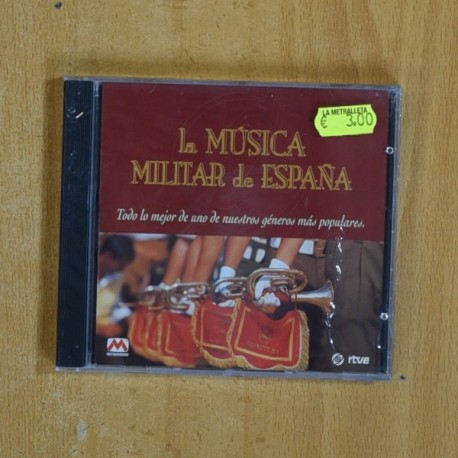 LA METRALLETA
€ 3.00
la MÚSICA
MILITAR de ESPAÑA
Todo lo mejor de uno de nuestros géneros más populares.
rtve